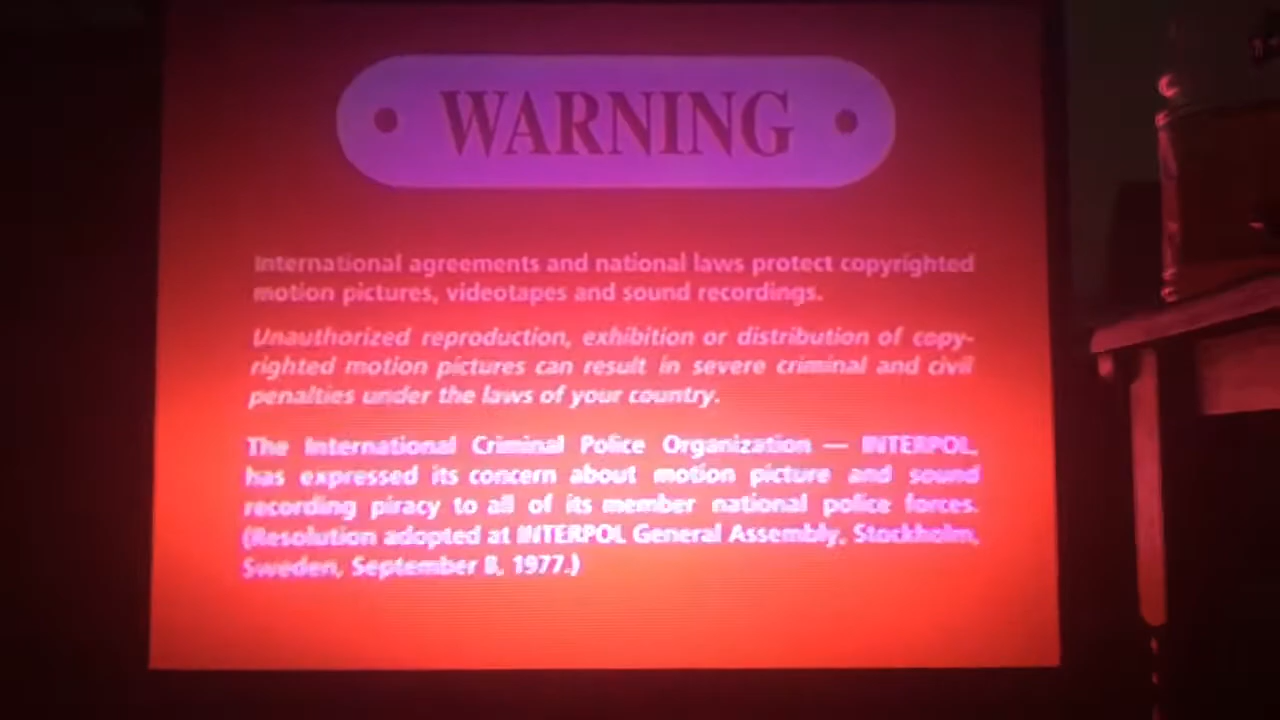 WARNING
International agreements and national laws protect copyrighted
motion pictures, videotapes and sound recordings.
Unauthorized reproduction, exhibition or distribution of copy-
righted motion pictures can result in severe criminal and civil
penalties under the laws of your country.
The International Criminal Police Organization — INTERPOL,
has expressed its concern about motion picture and sound
recording piracy to all of its member national police forces.
(Resolution adopted at INTERPOL General Assembly, Stockholm,
Sweden, September 8, 1977.)